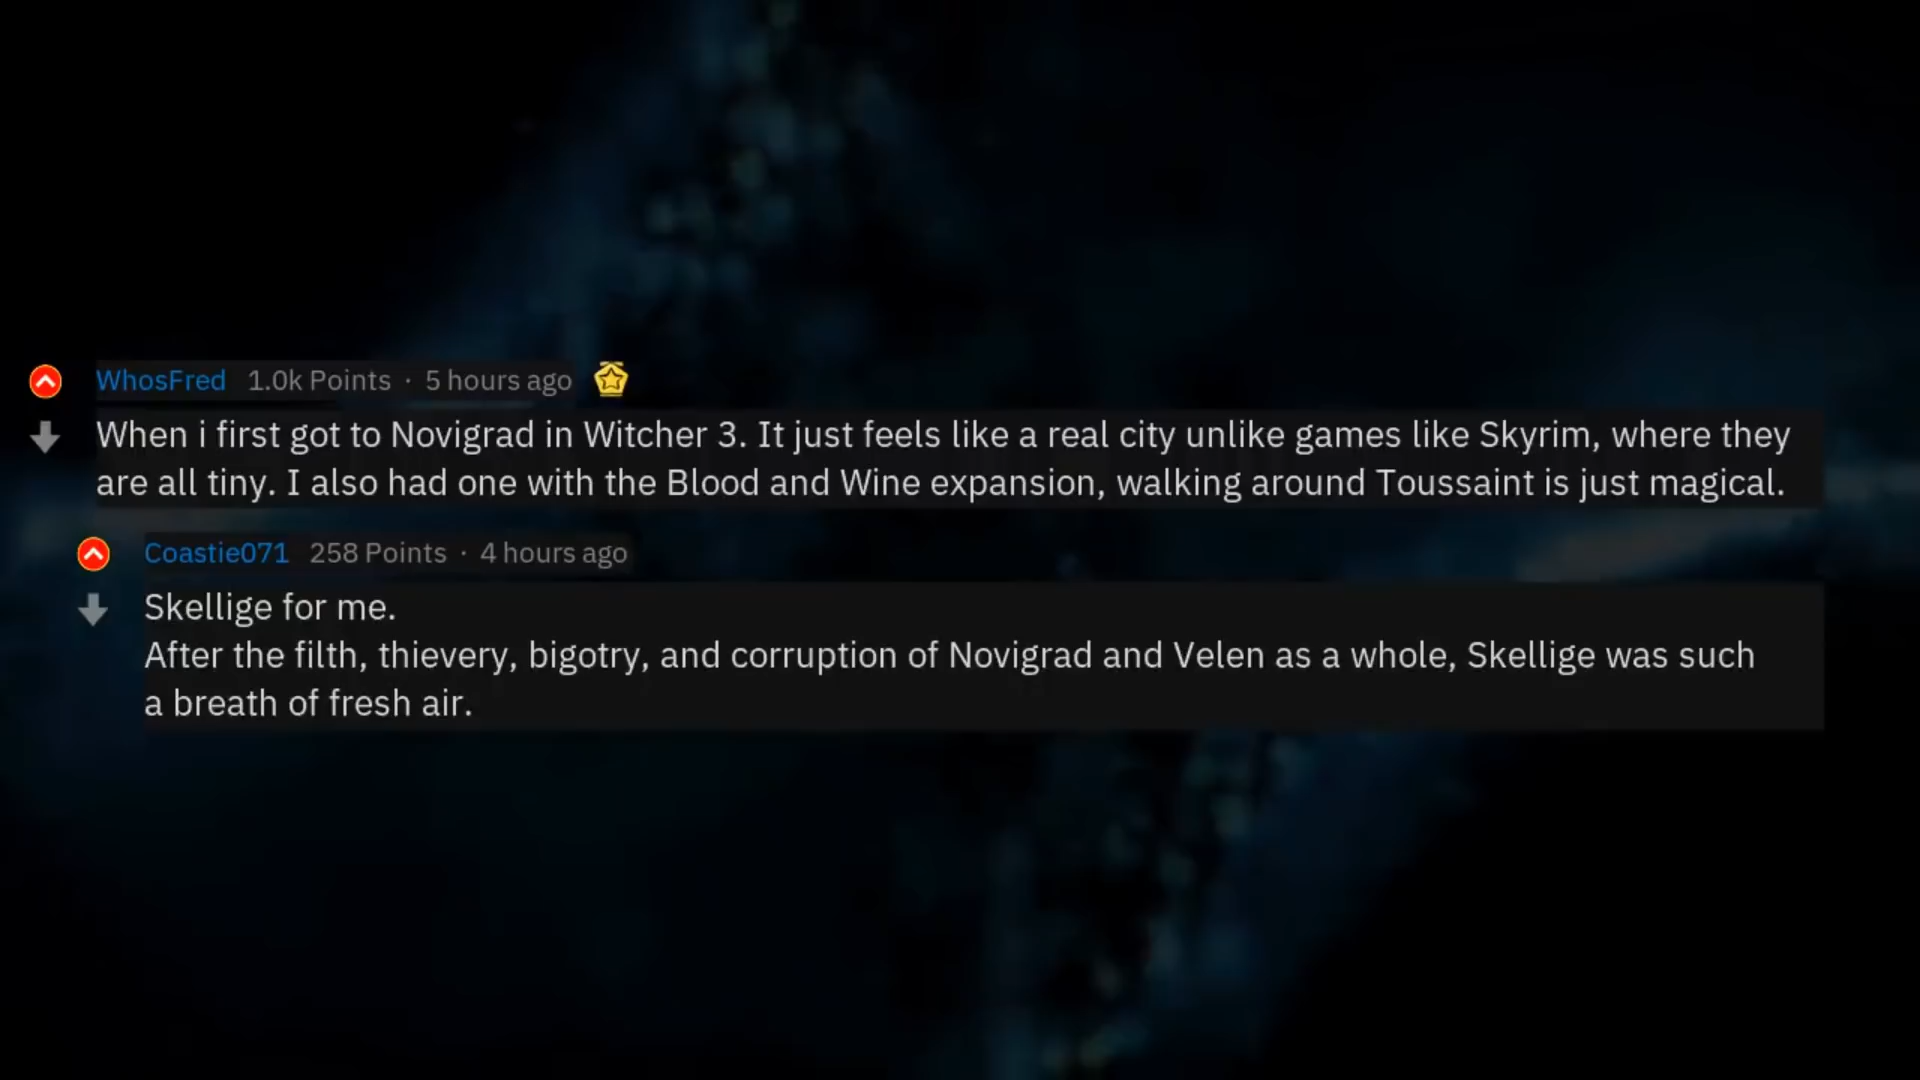 WhosFred 1.0k Points · 5 hours ago
When i first got to Novigrad in Witcher 3. It just feels like a real city unlike games like Skyrim, where they
are all tiny. I also had one with the Blood and Wine expansion, walking around Toussaint is just magical.
Coastie071 258 Points · 4 hours ago
Skellige for me.
After the filth, thievery, bigotry, and corruption of Novigrad and Velen as a whole, Skellige was such
a breath of fresh air.